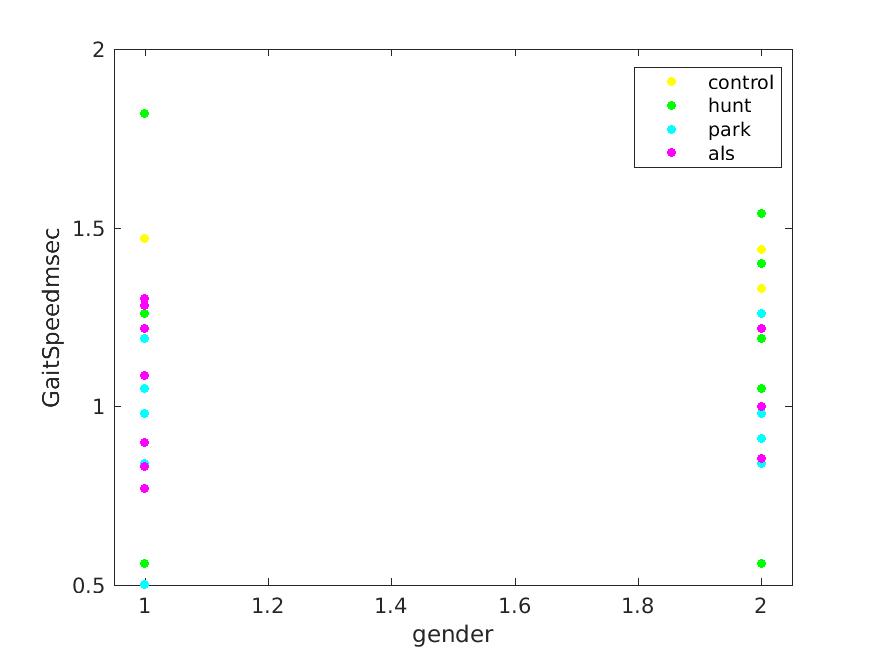 2
1.5
1
0.5
GaitSpeedmsec
control
hunt
park
als
1 1.2 1.4 1.6 1.8 2
gender